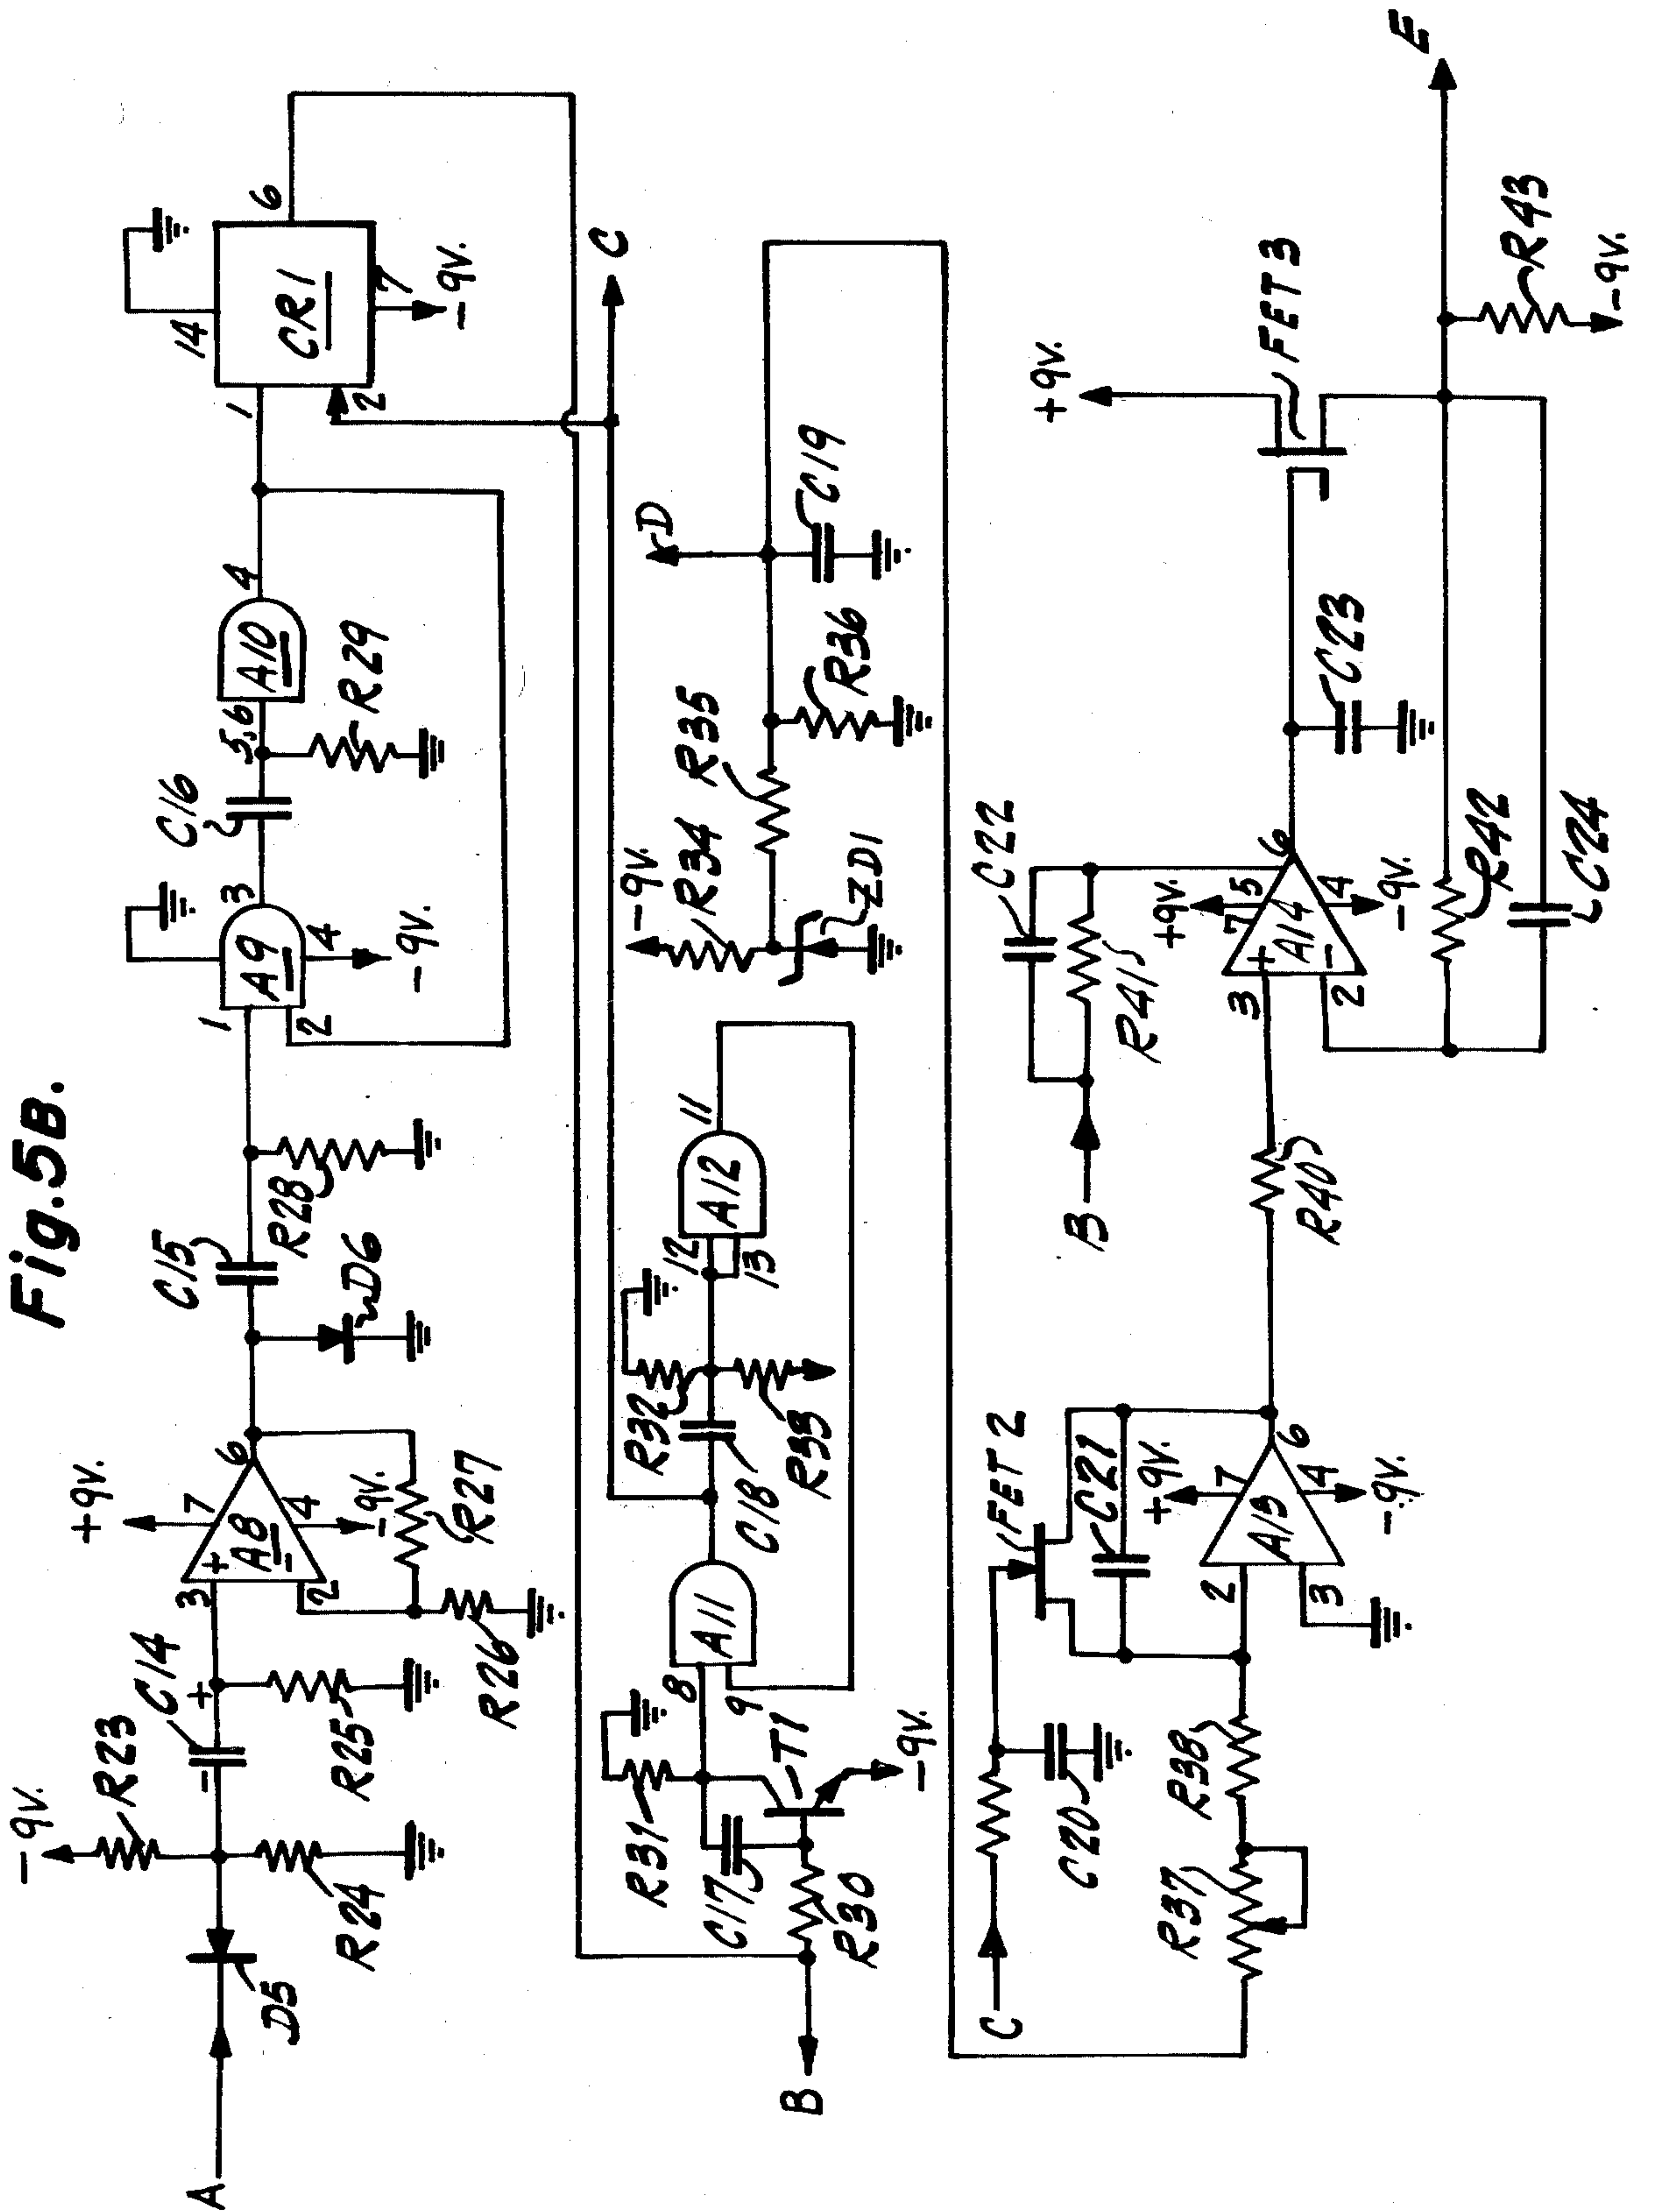 Fig. 5B.
A
D5
-9V.
R23
R24
C14
- +
R25
3
+
A8
-
2
7
+9V.
4
-9V.
6
R26
R27
D6
C15
R28
1
2
A9
3
4
-9V.
C16
5,6
R29
A10
4
1
2
14
CR1
7
-9V.
6
B
R30
C17
R31
T1
-9V.
8
9
A11
C18
R32
R33
12
13
A12
11
C
-9V.
R34
ZD1
R35
R36
D
C19
C
C20
R37
R38
FET 2
C21
2
3
A13
+9V.
7
4
-9V.
6
R40
B
R41
C22
3
2
+
A14
-
7
5
+9V.
4
-9V.
6
C23
R42
C24
+9V.
FET 3
R43
-9V.
E